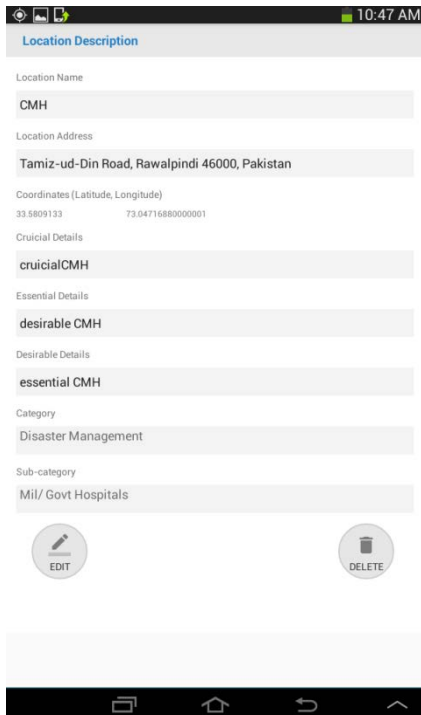 10:47 AM
Location Description
Location Name
CMH
Location Address
Tamiz-ud-Din Road, Rawalpindi 46000, Pakistan
Coordinates (Latitude, Longitude)
33.5809133 73.04716880000001
Cruicial Details
cruicialCMH
Essential Details
desirable CMH
Desirable Details
essential CMH
Category
Disaster Management
Sub-category
Mil/ Govt Hospitals
EDIT DELETE